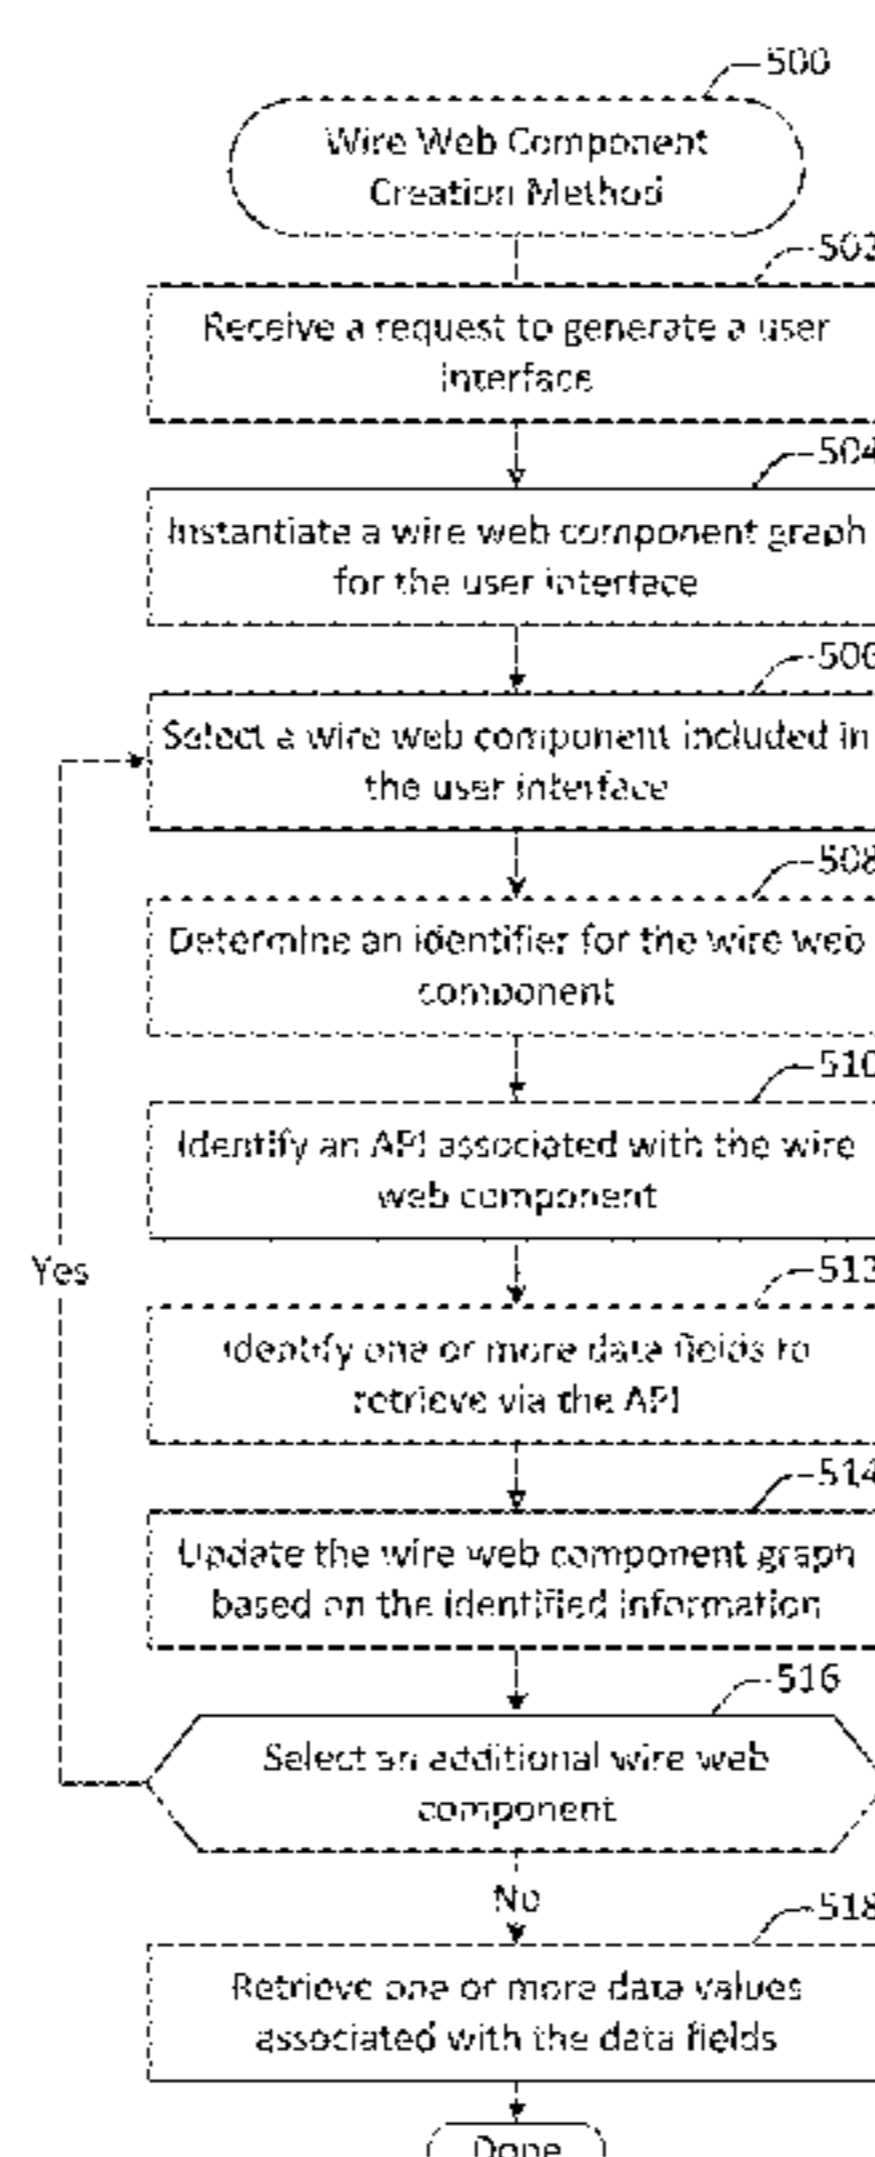 500
Wire Web Component
Creation Method
502
Receive a request to generate a user
interface
504
Instantiate a wire web component graph
for the user interface
506
Select a wire web component included in
the user interface
508
Determine an identifier for the wire web
component
510
Identify an API associated with the wire
web component
513
Identify one or more data fields to
retrieve via the API
514
Update the wire web component graph
based on the identified information
516
Select an additional wire web
component
Yes
No
518
Retrieve one or more data values
associated with the data fields
Done